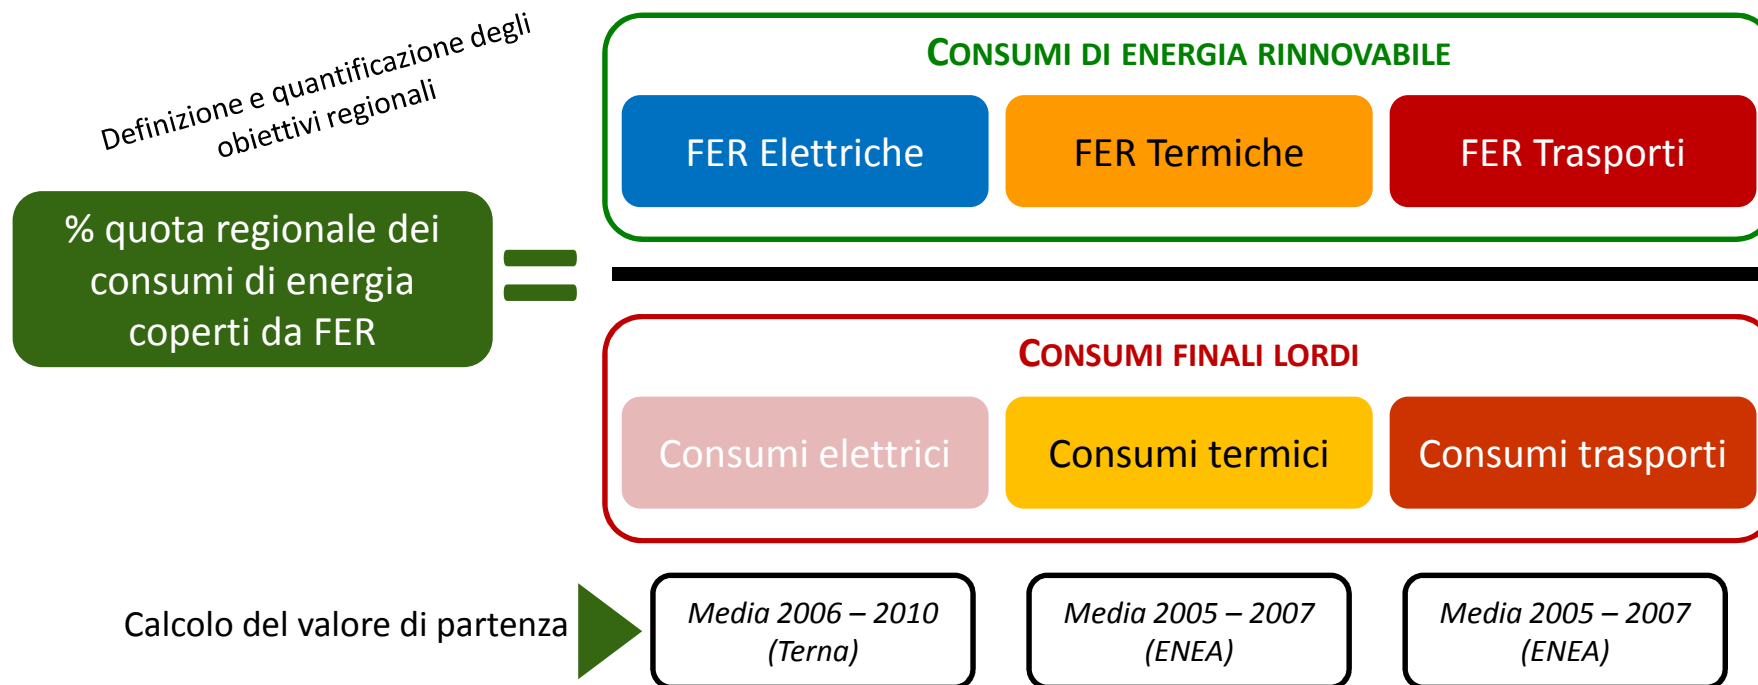 Definizione e quantificazione degli
obiettivi regionali
CONSUMI DI ENERGIA RINNOVABILE
FER Elettriche
FER Termiche
FER Trasporti
% quota regionale dei
consumi di energia
coperti da FER
=
CONSUMI FINALI LORDI
Consumi elettrici
Consumi termici
Consumi trasporti
Calcolo del valore di partenza
Media 2006 – 2010
(Terna)
Media 2005 – 2007
(ENEA)
Media 2005 – 2007
(ENEA)